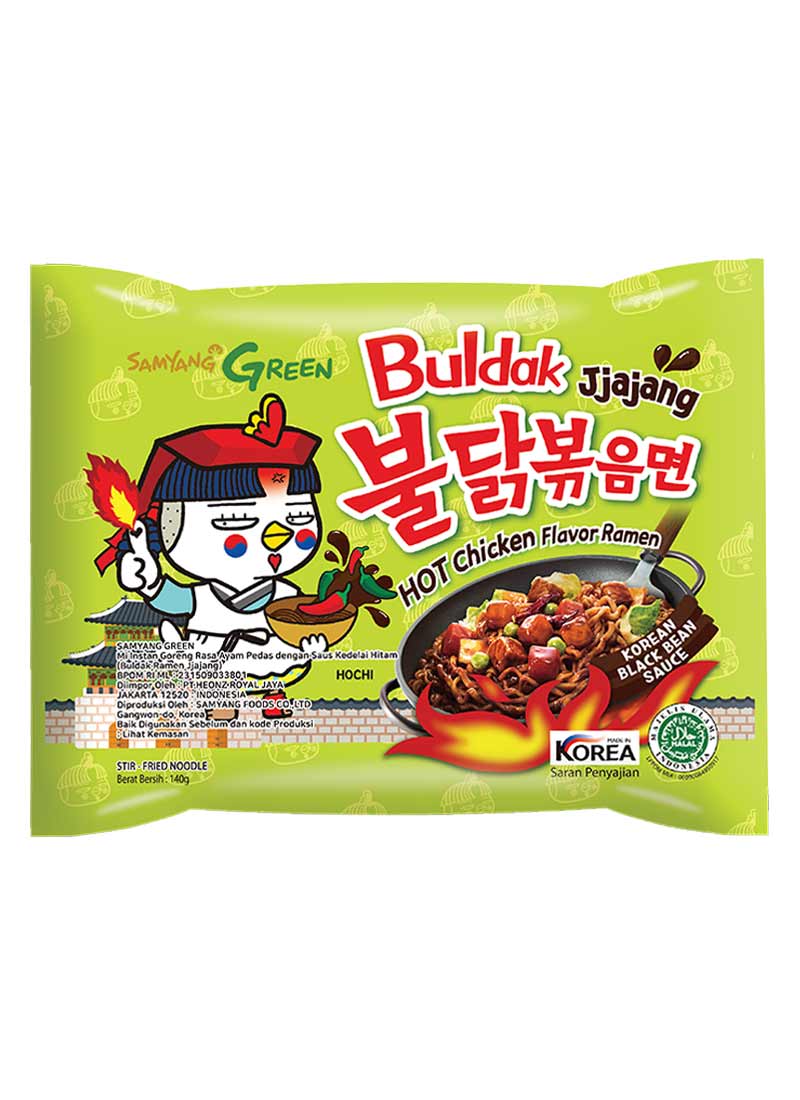 SAMYANG GREEN
Buldak Jjajang
불닭볶음면
HOT Chicken Flavor Ramen
KOREAN
BLACK BEAN
SAUCE
SAMYANG GREEN
Mi Instan Goreng Rasa Ayam Pedas dengan Saus Kedelai Hitam
(Buldak Ramen Jjajang)
BPOM RI ML : 231509033801
Diimpor Oleh : PT HEONZ ROYAL JAYA
JAKARTA 12520 - INDONESIA
Diproduksi Oleh : SAMYANG FOODS CO.,LTD
Gangwon-do, Korea
Baik Digunakan Sebelum dan kode Produksi
: Lihat Kemasan
HOCHI
STIR - FRIED NOODLE
Berat Bersih : 140g
MADE IN
KOREA
Saran Penyajian
MAJELIS ULAMA
INDONESIA
HALAL